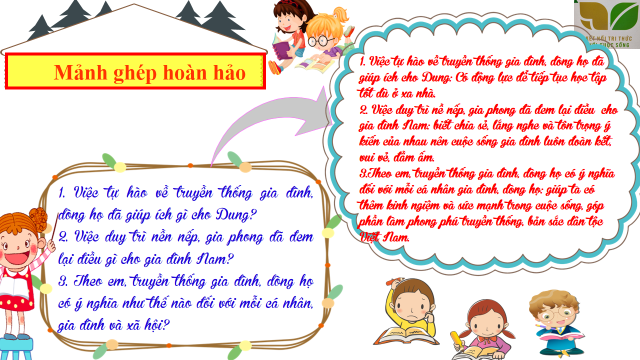 Mảnh ghép hoàn hảo
1. Việc tự hào về truyền thống gia đình,
dòng họ đã giúp ích gì cho Dung?
2. Việc duy trì nền nếp, gia phong đã đem
lại điều gì cho gia đình Nam?
3. Theo em, truyền thống gia đình, dòng họ
có ý nghĩa như thế nào đối với mỗi cá nhân,
gia đình và xã hội?
1. Việc tự hào về truyền thống gia đình, dòng họ đã
giúp ích cho Dung: Có động lực để tiếp tục học tập
tốt dù ở xa nhà.
2. Việc duy trì nề nếp, gia phong đã đem lại điều cho
gia đình Nam: biết chia sẻ, lắng nghe và tôn trọng ý
kiến của nhau nên cuộc sống gia đình luôn đoàn kết,
vui vẻ, đầm ấm.
3.Theo em, truyền thống gia đình, dòng họ có ý nghĩa
đối với mỗi cá nhân gia đình, dòng họ: giúp ta có
thêm kinh ngiệm và sức mạnh trong cuộc sống, góp
phần làm phong phú truyền thống, bản sắc dân tộc
Việt Nam.